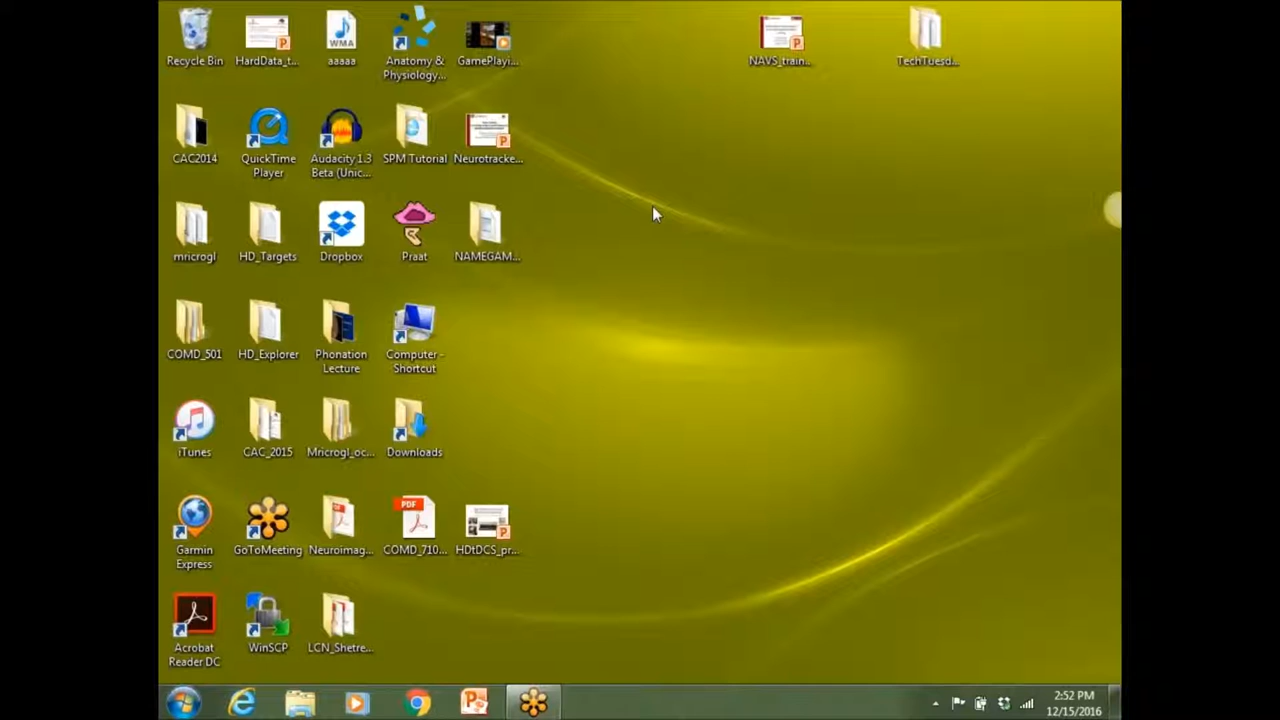 Recycle Bin
HardData_t...
aaaaa
Anatomy &
Physiology...
GamePlayi...
NAVS_train...
TechTuesd...
WMA
CAC2014
QuickTime
Player
Audacity 1.3
Beta (Unic...
SPM Tutorial
Neurotracke...
mricrogl
HD_Targets
Dropbox
Praat
NAMEGAM...
COMD_501
HD_Explorer
Phonation
Lecture
Computer -
Shortcut
iTunes
CAC_2015
Mricrogl_oc...
Downloads
PDF
Garmin
Express
GoToMeeting
Neuroimag...
COMD_710...
HDtDCS_pr...
Acrobat
Reader DC
WinSCP
LCN_Shetre...
2:52 PM
12/15/2016